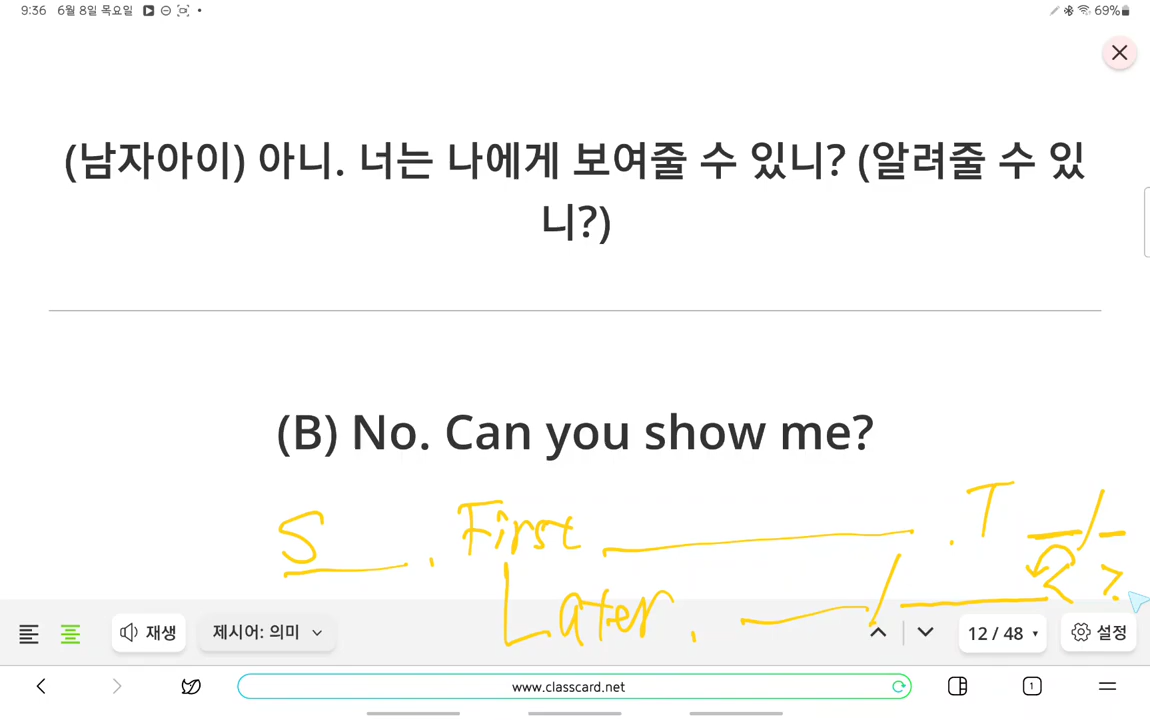 9:36 6월 8일 목요일 69%
(남자아이) 아니. 너는 나에게 보여줄 수 있니? (알려줄 수 있
니?)
(B) No. Can you show me?
S . First . T
Later.
재생 제시어: 의미 12 / 48 설정
www.classcard.net 1